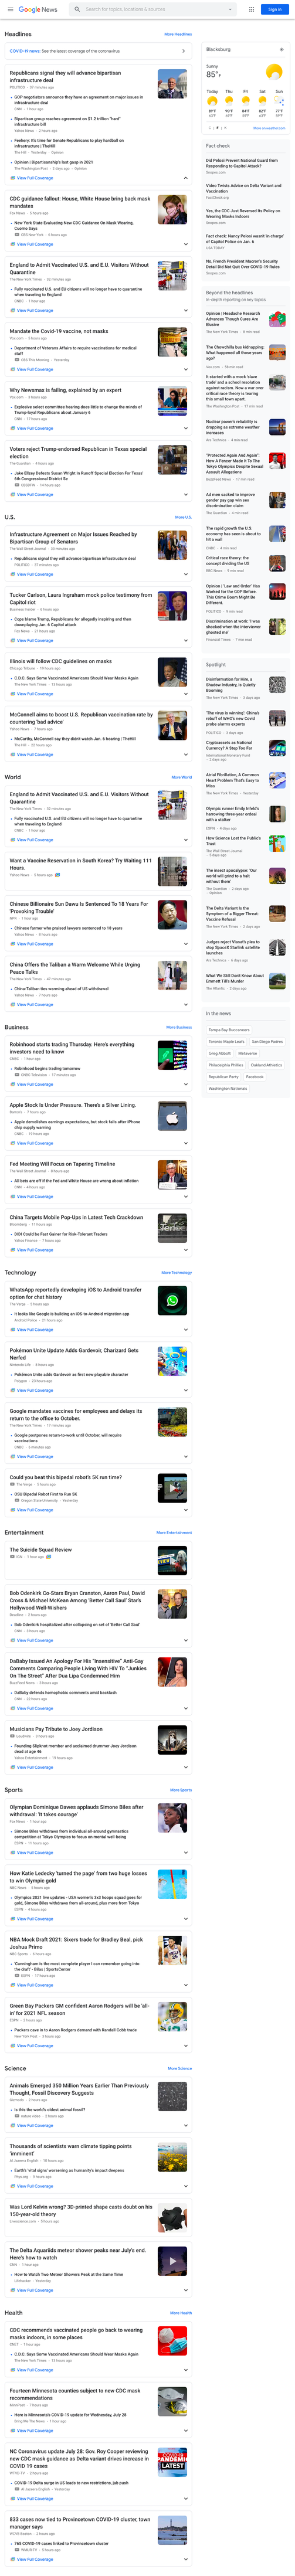 Google News
Search for topics, locations & sources
Sign in
Headlines
More Headlines
COVID-19 news: See the latest coverage of the coronavirus
Republicans signal they will advance bipartisan
infrastructure deal
POLITICO · 37 minutes ago
GOP negotiators announce they have an agreement on major issues in
infrastructure deal
CNN · 1 hour ago
Bipartisan group reaches agreement on $1.2 trillion "hard"
infrastructure bill
Yahoo News · 2 hours ago
Feehery: It's time for Senate Republicans to play hardball on
infrastructure | TheHill
The Hill · Yesterday · Opinion
Opinion | Bipartisanship's last gasp in 2021
The Washington Post · 2 days ago · Opinion
View Full Coverage
CDC guidance fallout: House, White House bring back mask
mandates
Fox News · 3 hours ago
New York State Evaluating New CDC Guidance On Mask Wearing,
Cuomo Says
CBS New York · 5 hours ago
View Full Coverage
England to Admit Vaccinated U.S. and E.U. Visitors Without
Quarantine
The New York Times · 32 minutes ago
Fully vaccinated U.S. and EU citizens will no longer have to quarantine
when traveling to England
CNBC · 1 hour ago
View Full Coverage
Mandate the Covid-19 vaccine, not masks
Vox.com · 3 hours ago
Department of Veterans Affairs to require vaccinations for medical
staff
CBS This Morning · Yesterday
View Full Coverage
Why Newsmax is failing, explained by an expert
Vox.com · 3 hours ago
Explosive select committee hearing draws little to change the minds of
Trump-loyal Republicans about January 6
CNN · 11 hours ago
View Full Coverage
Voters reject Trump-endorsed Republican in Texas special
election
The Guardian · 4 hours ago
Jake Ellzey Defeats Susan Wright In Runoff Special Election For Texas'
6th Congressional District Se
CBSDFW · 14 hours ago
View Full Coverage
U.S.
More U.S.
Infrastructure Agreement on Major Issues Reached by
Bipartisan Group of Senators
The Wall Street Journal · 32 minutes ago
Republicans signal they will advance bipartisan infrastructure deal
POLITICO · 37 minutes ago
View Full Coverage
Tucker Carlson, Laura Ingraham mock police testimony from
Capitol riot
Business Insider · 4 hours ago
Cops blame Trump, Republicans for allegedly inspiring and then
downplaying Jan. 6 Capitol attack
Fox News · 21 hours ago
View Full Coverage
Illinois will follow CDC guidelines on masks
Chicago Tribune · 19 hours ago
C.D.C. Says Some Vaccinated Americans Should Wear Masks Again
The New York Times · 13 hours ago
View Full Coverage
McConnell aims to boost U.S. Republican vaccination rate by
countering 'bad advice'
Yahoo News · 7 hours ago
McCarthy, McConnell say they didn't watch Jan. 6 hearing | TheHill
The Hill · 22 hours ago
View Full Coverage
World
More World
England to Admit Vaccinated U.S. and E.U. Visitors Without
Quarantine
The New York Times · 32 minutes ago
Fully vaccinated U.S. and EU citizens will no longer have to quarantine
when traveling to England
CNBC · 1 hour ago
View Full Coverage
Want a Vaccine Reservation in South Korea? Try Waiting 111
Hours.
Yahoo News · 5 hours ago
Chinese Billionaire Sun Dawu Is Sentenced To 18 Years For
'Provoking Trouble'
NPR · 1 hour ago
Chinese farmer who praised lawyers sentenced to 18 years
Yahoo News · 8 hours ago
View Full Coverage
China Offers the Taliban a Warm Welcome While Urging
Peace Talks
The New York Times · 47 minutes ago
China-Taliban ties warming ahead of US withdrawal
Yahoo News · 7 hours ago
View Full Coverage
Business
More Business
Robinhood starts trading Thursday. Here's everything
investors need to know
CNBC · 1 hour ago
Robinhood begins trading tomorrow
CNBC Television · 17 minutes ago
View Full Coverage
Apple Stock Is Under Pressure. There's a Silver Lining.
Barron's · 7 hours ago
Apple demolishes earnings expectations, but stock falls after iPhone
chip supply warning
CNBC · 19 hours ago
View Full Coverage
Fed Meeting Will Focus on Tapering Timeline
The Wall Street Journal · 8 hours ago
All bets are off if the Fed and White House are wrong about inflation
CNN · 4 hours ago
View Full Coverage
China Targets Mobile Pop-Ups in Latest Tech Crackdown
Bloomberg · 11 hours ago
DIDI Could be Fast Gainer for Risk-Tolerant Traders
Yahoo Finance · 7 hours ago
View Full Coverage
Technology
More Technology
WhatsApp reportedly developing iOS to Android transfer
option for chat history
The Verge · 5 hours ago
It looks like Google is building an iOS-to-Android migration app
Android Police · 21 hours ago
View Full Coverage
Pokémon Unite Update Adds Gardevoir, Charizard Gets
Nerfed
Nintendo Life · 8 hours ago
Pokémon Unite adds Gardevoir as first new playable character
Polygon · 23 hours ago
View Full Coverage
Google mandates vaccines for employees and delays its
return to the office to October.
The New York Times · 11 minutes ago
Google postpones return-to-work until October, will require
vaccinations
CNBC · 6 minutes ago
View Full Coverage
Could you beat this bipedal robot's 5K run time?
The Verge · 3 hours ago
OSU Bipedal Robot First to Run 5K
Oregon State University · Yesterday
View Full Coverage
Entertainment
More Entertainment
The Suicide Squad Review
IGN · 1 hour ago
Bob Odenkirk Co-Stars Bryan Cranston, Aaron Paul, David
Cross & Michael McKean Among 'Better Call Saul' Star's
Hollywood Well-Wishers
Deadline · 2 hours ago
Bob Odenkirk hospitalized after collapsing on set of 'Better Call Saul'
CNN · 3 hours ago
View Full Coverage
DaBaby Issued An Apology For His "Insensitive" Anti-Gay
Comments Comparing People Living With HIV To "Junkies
On The Street" After Dua Lipa Condemned Him
BuzzFeed News · 3 hours ago
DaBaby defends homophobic comments amid backlash
CNN · 22 hours ago
View Full Coverage
Musicians Pay Tribute to Joey Jordison
Loudwire · 3 hours ago
Founding Slipknot member and acclaimed drummer Joey Jordison
dead at age 46
Yahoo Entertainment · 19 hours ago
View Full Coverage
Sports
More Sports
Olympian Dominique Dawes applauds Simone Biles after
withdrawal: 'It takes courage'
Fox News · 1 hour ago
Simone Biles withdraws from individual all-around gymnastics
competition at Tokyo Olympics to focus on mental well-being
ESPN · 11 hours ago
View Full Coverage
How Katie Ledecky 'turned the page' from two huge losses
to win Olympic gold
NBC News · 5 hours ago
Olympics 2021 live updates - USA women's 3x3 hoops squad goes for
gold, Simone Biles withdraws from all-around, plus more from Tokyo
ESPN · 4 hours ago
View Full Coverage
NBA Mock Draft 2021: Sixers trade for Bradley Beal, pick
Joshua Primo
NBC Sports · 4 hours ago
'Cunningham is the most complete player I can remember going into
the draft' - Bilas | SportsCenter
ESPN · 17 hours ago
View Full Coverage
Green Bay Packers GM confident Aaron Rodgers will be 'all-
in' for 2021 NFL season
ESPN · 2 hours ago
Packers cave in to Aaron Rodgers demand with Randall Cobb trade
New York Post · 3 hours ago
View Full Coverage
Science
More Science
Animals Emerged 350 Million Years Earlier Than Previously
Thought, Fossil Discovery Suggests
Gizmodo · 2 hours ago
Is this the world's oldest animal fossil?
nature video · 2 hours ago
View Full Coverage
Thousands of scientists warn climate tipping points
'imminent'
Al Jazeera English · 10 hours ago
Earth's 'vital signs' worsening as humanity's impact deepens
Phys.org · 9 hours ago
View Full Coverage
Was Lord Kelvin wrong? 3D-printed shape casts doubt on his
150-year-old theory
Livescience.com · 5 hours ago
The Delta Aquariids meteor shower peaks near July's end.
Here's how to watch
CNN · 1 hour ago
How to Watch Two Meteor Showers Peak at the Same Time
Lifehacker · Yesterday
View Full Coverage
Health
More Health
CDC recommends vaccinated people go back to wearing
masks indoors, in some places
CNET · 1 hour ago
C.D.C. Says Some Vaccinated Americans Should Wear Masks Again
The New York Times · 13 hours ago
View Full Coverage
Fourteen Minnesota counties subject to new CDC mask
recommendations
MinnPost · 7 hours ago
Here is Minnesota's COVID-19 update for Wednesday, July 28
Bring Me The News · 1 hour ago
View Full Coverage
NC Coronavirus update July 28: Gov. Roy Cooper reviewing
new CDC mask guidance as Delta variant drives increase in
COVID 19 cases
WTVD-TV · 2 hours ago
COVID-19 Delta surge in US leads to new restrictions, jab push
Al Jazeera English · Yesterday
View Full Coverage
833 cases now tied to Provincetown COVID-19 cluster, town
manager says
WCVB Boston · 2 hours ago
765 COVID-19 cases linked to Provincetown cluster
WMUR-TV · 5 hours ago
View Full Coverage
Blacksburg
Sunny
85°F
Today
Thu
Fri
Sat
Sun
C | F | K
More on weather.com
Fact check
Did Pelosi Prevent National Guard from
Responding to Capitol Attack?
Snopes.com
Video Twists Advice on Delta Variant and
Vaccination
FactCheck.org
Yes, the CDC Just Reversed Its Policy on
Wearing Masks Indoors
Snopes.com
Fact check: Nancy Pelosi wasn't 'in charge'
of Capitol Police on Jan. 6
USA TODAY
No, French President Macron's Security
Detail Did Not Quit Over COVID-19 Rules
Snopes.com
Beyond the headlines
In-depth reporting on key topics
Opinion | Headache Research
Advances Though Cures Are
Elusive
The New York Times · 6 min read
The Chowchilla bus kidnapping:
What happened all those years
ago?
Vox.com · 58 min read
It started with a mock 'slave
trade' and a school resolution
against racism. Now a war over
critical race theory is tearing
this small town apart.
The Washington Post · 11 min read
Nuclear power's reliability is
dropping as extreme weather
increases
Ars Technica · 4 min read
"Potentially Again And Again":
How A Fencer Made It To The
Tokyo Olympics Despite Sexual
Assault Allegations
BuzzFeed News · 17 min read
Ad men sacked to improve
gender pay gap win sex
discrimination claim
The Guardian · 4 min read
The rapid growth the U.S.
economy has seen is about to
hit a wall
CNBC · 4 min read
Critical race theory: the
concept dividing the US
BBC News · 9 min read
Opinion | 'Law and Order' Has
Worked for the GOP Before.
This Crime Boom Might Be
Different.
POLITICO · 9 min read
Discrimination at work: 'I was
shocked when the interviewer
ghosted me'
Financial Times · 7 min read
Spotlight
Disinformation for Hire, a
Shadow Industry, Is Quietly
Booming
The New York Times · 3 days ago
'The virus is winning': China's
rebuff of WHO's new Covid
probe alarms experts
POLITICO · 2 days ago
Cryptoassets as National
Currency? A Step Too Far
International Monetary Fund
· 2 days ago
Atrial Fibrillation, A Common
Heart Problem That's Easy to
Miss
The New York Times · Yesterday
Olympic runner Emily Infeld's
harrowing three-year ordeal
with a stalker
ESPN · 6 days ago
How Science Lost the Public's
Trust
The Wall Street Journal
· 5 days ago
The insect apocalypse: 'Our
world will grind to a halt
without them'
The Guardian · 3 days ago
· Opinion
The Delta Variant Is the
Symptom of a Bigger Threat:
Vaccine Refusal
The New York Times · 3 days ago
Judges reject Viasat's plea to
stop SpaceX Starlink satellite
launches
Ars Technica · 6 days ago
What We Still Don't Know About
Emmett Till's Murder
The Atlantic · 5 days ago
In the news
Tampa Bay Buccaneers
Toronto Maple Leafs
San Diego Padres
Greg Abbott
Metaverse
Philadelphia Phillies
Oakland Athletics
Republican Party
Facebook
Washington Nationals